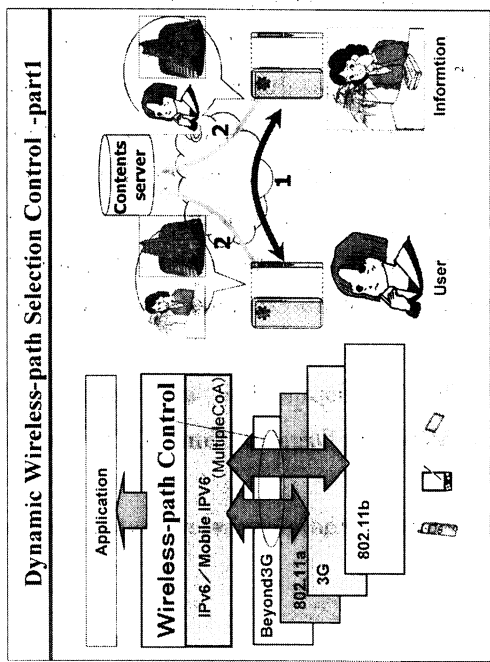 Dynamic Wireless-path Selection Control -part1
Application
Wireless-path Control
IPv6／Mobile IPV6
(MultipleCoA)
Beyond3G
802.11a
3G
802.11b
Contents
server
2
2
1
User
Informtion
2